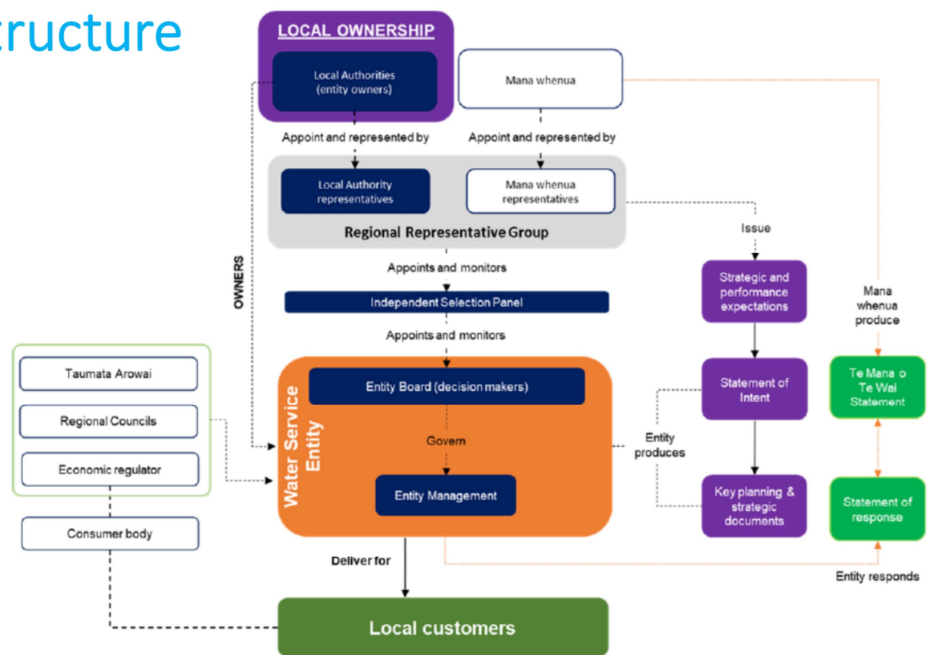 tructure
LOCAL OWNERSHIP
Local Authorities
(entity owners)
Mana whenua
Appoint and represented by
Appoint and represented by
Local Authority
representatives
Mana whenua
representatives
Regional Representative Group
Issue
Appoints and monitors
Strategic and
performance
expectations
OWNERS
Independent Selection Panel
Mana
whenua
produce
Appoints and monitors
Taumata Arowai
Regional Councils
Economic regulator
Consumer body
Water Service
Entity
Entity Board (decision makers)
Govern
Entity Management
Statement of
Intent
Te Mana o
Te Wai
Statement
Entity
produces
Key planning &
strategic
documents
Statement of
response
Deliver for
Entity responds
Local customers